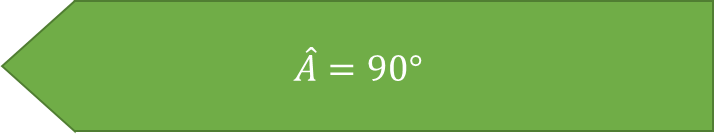 Â = 90°